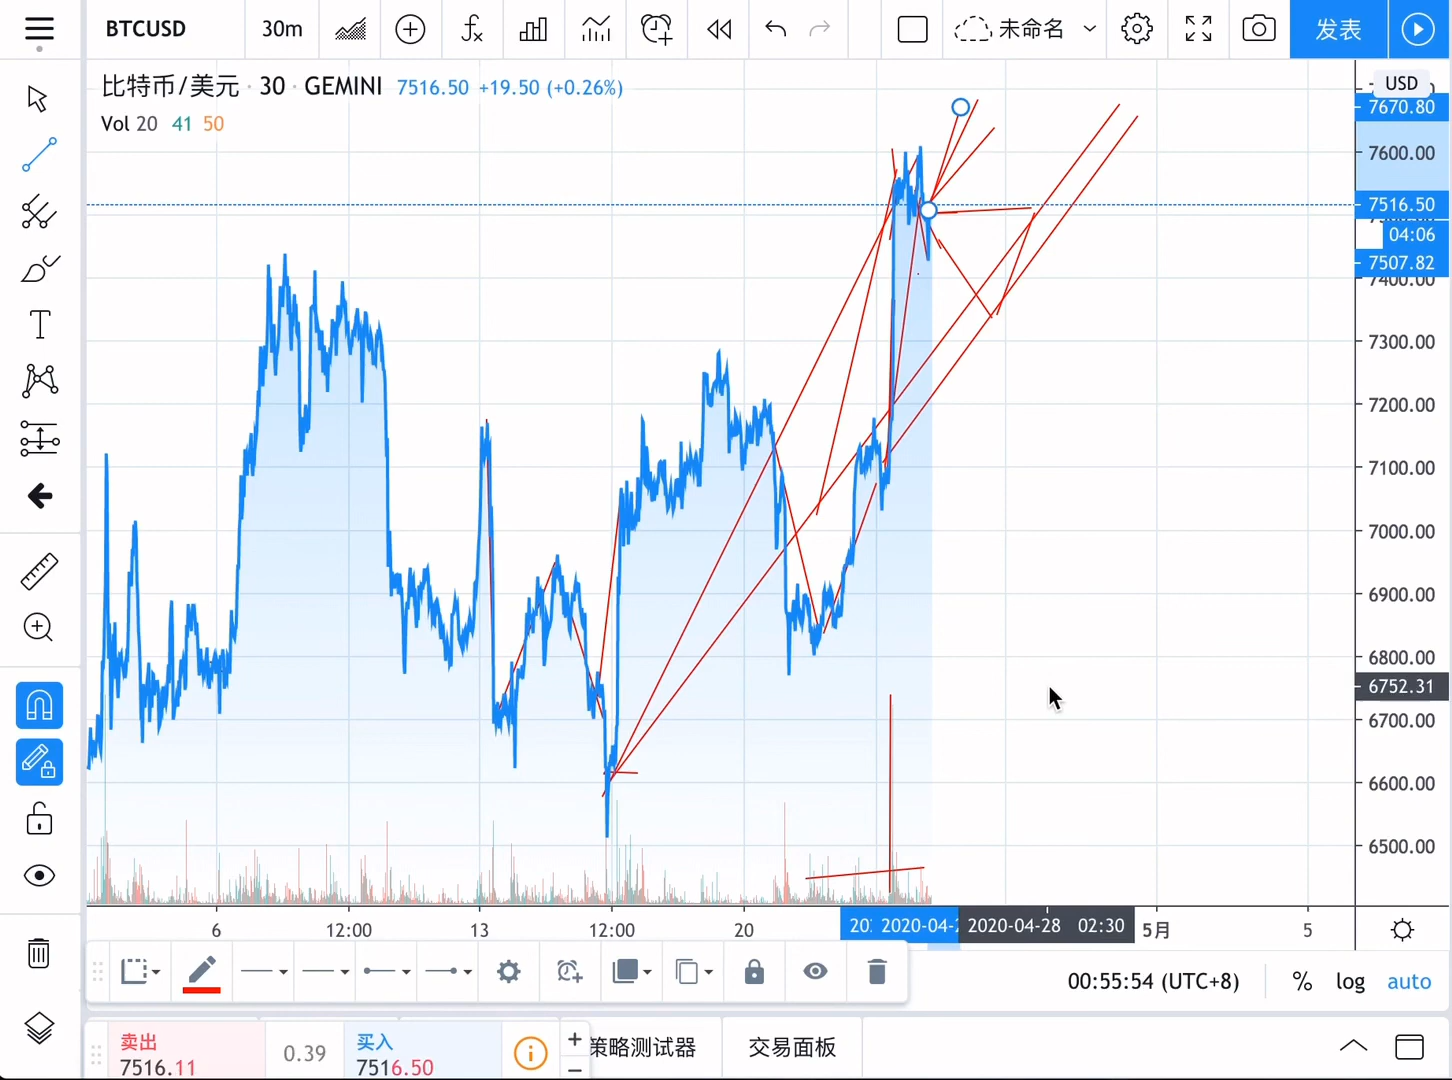 BTCUSD
30m
未命名
发表
比特币/美元 · 30 · GEMINI 7516.50 +19.50 (+0.26%)
Vol 20 41 50
USD
7670.80
7600.00
7516.50
04:06
7507.82
7400.00
7300.00
7200.00
7100.00
7000.00
6900.00
6800.00
6752.31
6700.00
6600.00
6500.00
6 12:00 13 12:00 20 2020-04-28 02:30 5月 5
00:55:54 (UTC+8) % log auto
卖出
7516.11
0.39
买入
7516.50
策略测试器
交易面板